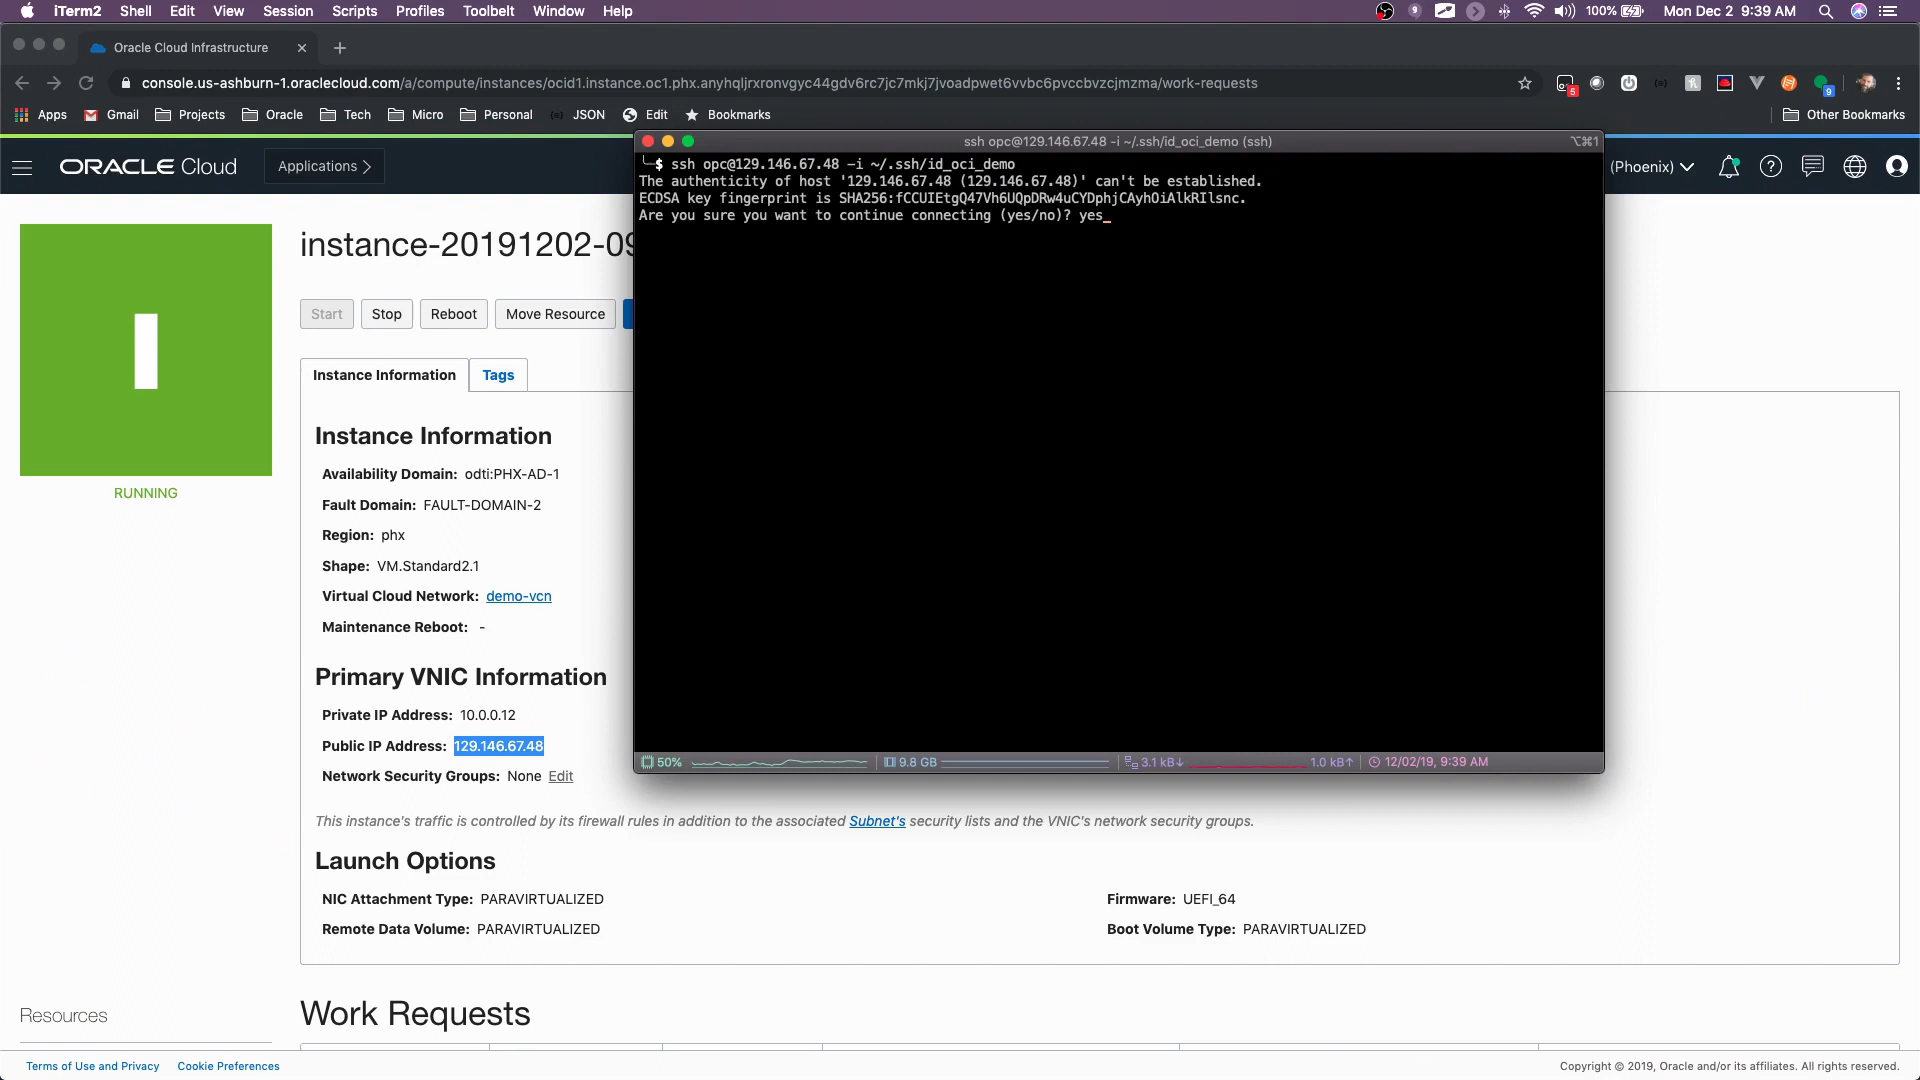 iTerm2 Shell Edit View Session Scripts Profiles Toolbelt Window Help 9 100% Mon Dec 2 9:39 AM
Oracle Cloud Infrastructure
console.us-ashburn-1.oraclecloud.com/a/compute/instances/ocid1.instance.oc1.phx.anyhqljrxronvgyc44gdv6rc7jc7mkj7jvoadpwet6vvbc6pvccbvzcjmzma/work-requests 5 9
Apps Gmail Projects Oracle Tech Micro Personal JSON Edit Bookmarks Other Bookmarks
ssh opc@129.146.67.48 -i ~/.ssh/id_oci_demo (ssh) ⌥⌘1
ORACLE Cloud Applications > (Phoenix)
$ ssh opc@129.146.67.48 -i ~/.ssh/id_oci_demo
The authenticity of host '129.146.67.48 (129.146.67.48)' can't be established.
ECDSA key fingerprint is SHA256:fCCUIEtgQ47Vh6UQpDRw4uCYDphjCAyhOiAlkRIlsnc.
Are you sure you want to continue connecting (yes/no)? yes_
50% 9.8 GB 3.1 kB↓ 1.0 kB↑ 12/02/19, 9:39 AM
I
RUNNING
instance-20191202-09
Start Stop Reboot Move Resource
Instance Information Tags
Instance Information
Availability Domain: odti:PHX-AD-1
Fault Domain: FAULT-DOMAIN-2
Region: phx
Shape: VM.Standard2.1
Virtual Cloud Network: demo-vcn
Maintenance Reboot: -
Primary VNIC Information
Private IP Address: 10.0.0.12
Public IP Address: 129.146.67.48
Network Security Groups: None Edit
This instance's traffic is controlled by its firewall rules in addition to the associated Subnet's security lists and the VNIC's network security groups.
Launch Options
NIC Attachment Type: PARAVIRTUALIZED Firmware: UEFI_64
Remote Data Volume: PARAVIRTUALIZED Boot Volume Type: PARAVIRTUALIZED
Resources
Work Requests
Terms of Use and Privacy Cookie Preferences Copyright © 2019, Oracle and/or its affiliates. All rights reserved.